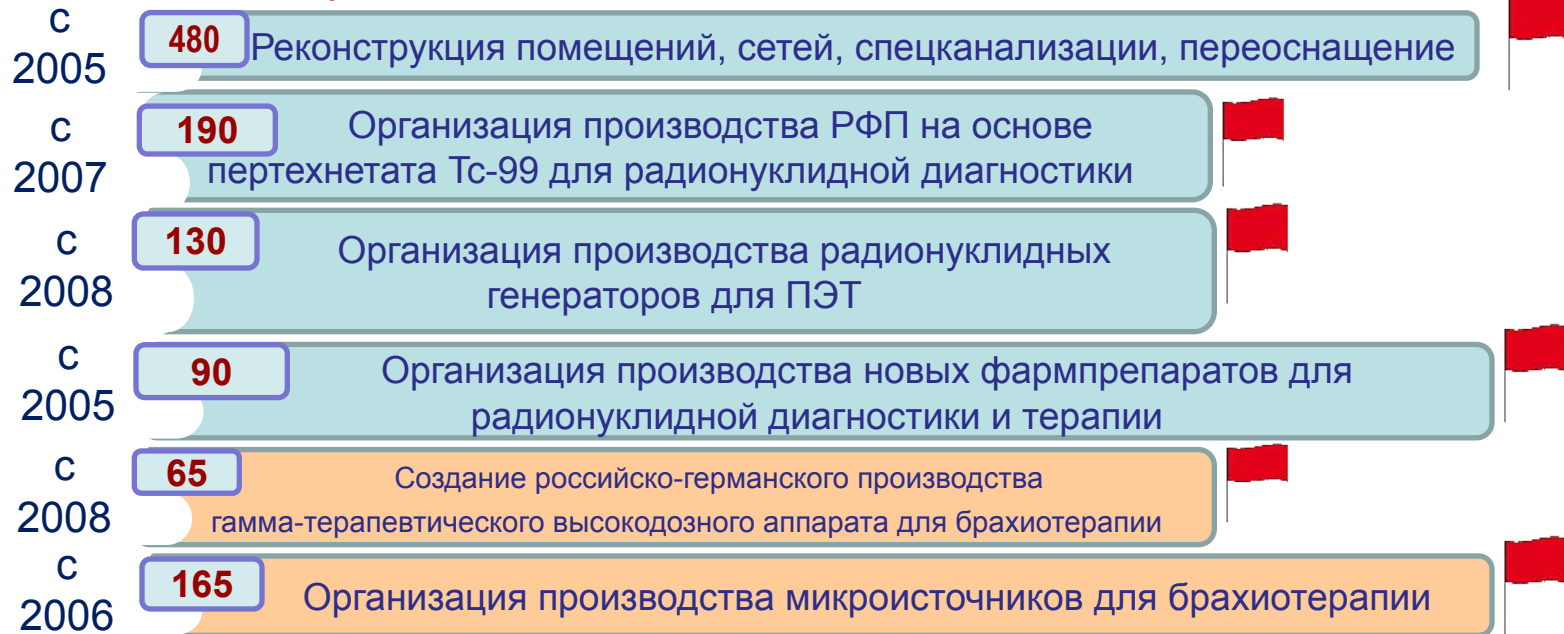 с
2005
480
Реконструкция помещений, сетей, спецканализации, переоснащение
с
2007
190
Организация производства РФП на основе
пертехнетата Тс-99 для радионуклидной диагностики
с
2008
130
Организация производства радионуклидных
генераторов для ПЭТ
с
2005
90
Организация производства новых фармпрепаратов для
радионуклидной диагностики и терапии
с
2008
65
Создание российско-германского производства
гамма-терапевтического высокодозного аппарата для брахиотерапии
с
2006
165
Организация производства микроисточников для брахиотерапии